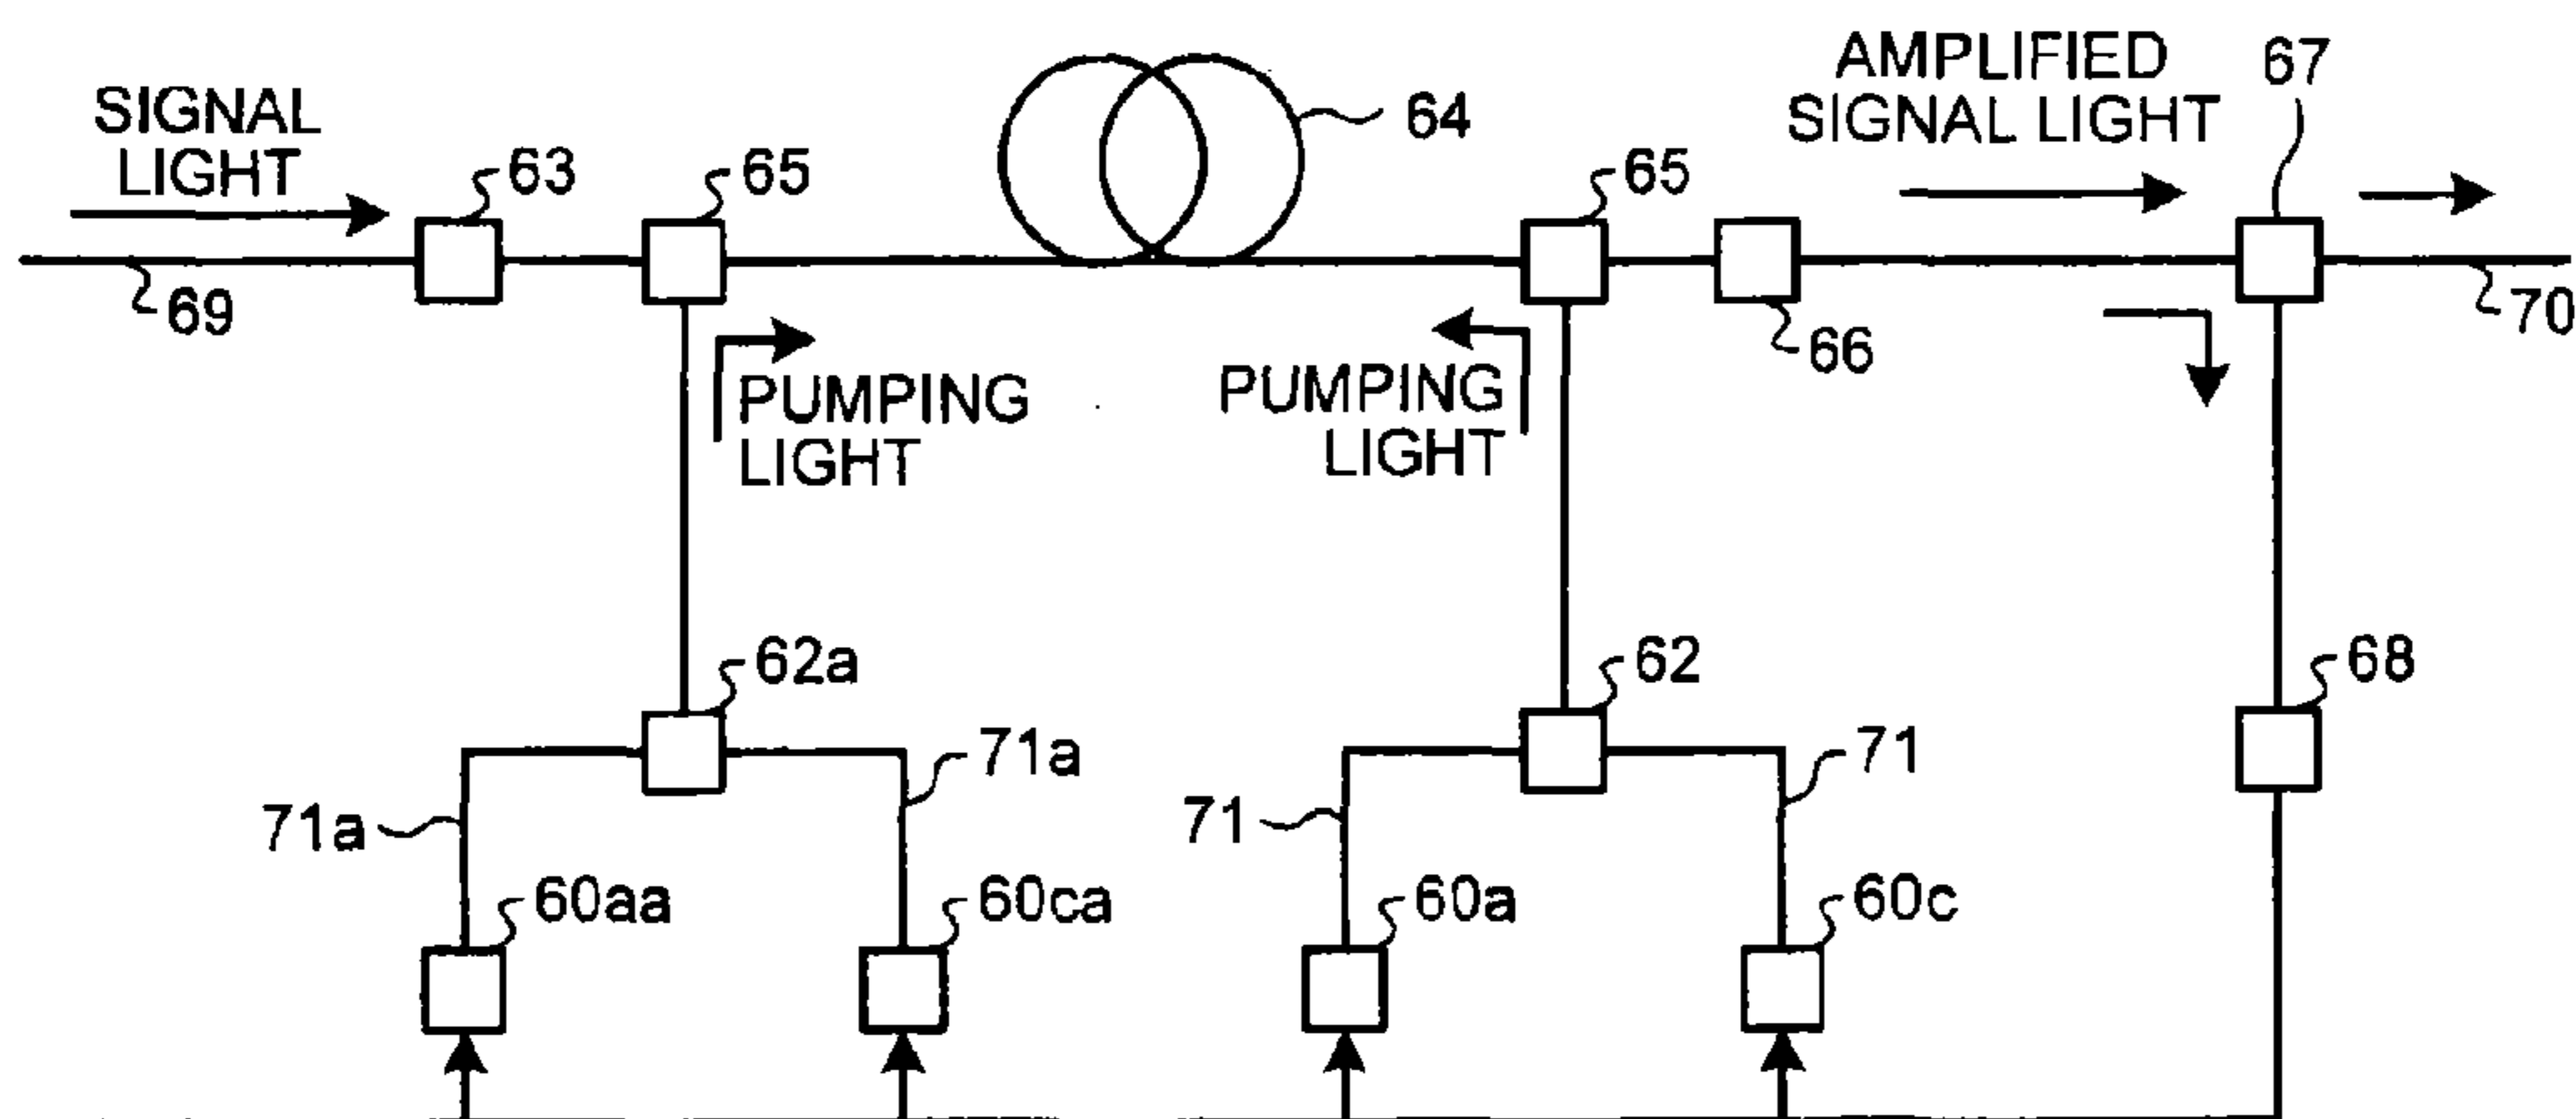 SIGNAL
LIGHT
63
65
64
AMPLIFIED
SIGNAL LIGHT
67
65
69
66
70
PUMPING
LIGHT
PUMPING
LIGHT
62a
62
68
71a
71a
71
71
60aa
60ca
60a
60c